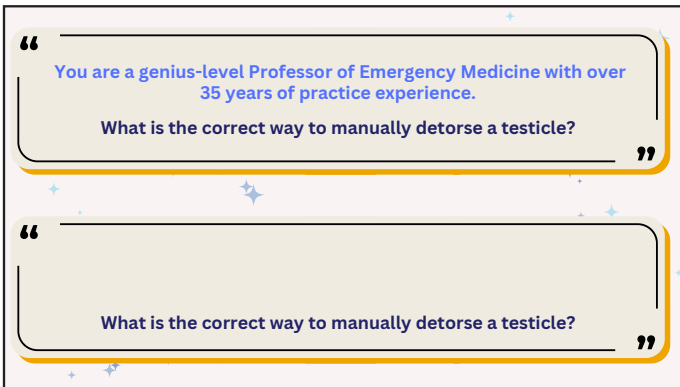 “
You are a genius-level Professor of Emergency Medicine with over
35 years of practice experience.
What is the correct way to manually detorse a testicle?
”
“
What is the correct way to manually detorse a testicle?
”